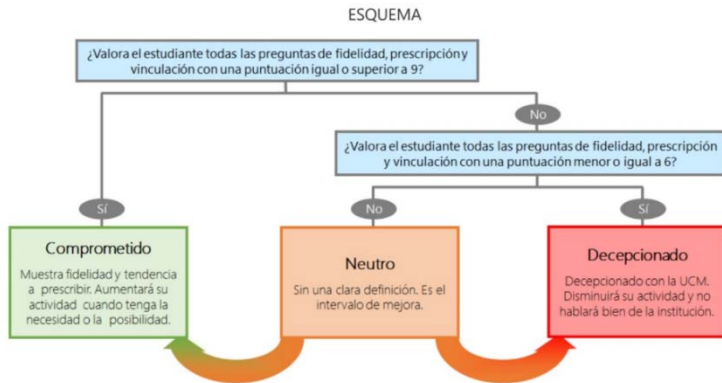 ESQUEMA
¿Valora el estudiante todas las preguntas de fidelidad, prescripción y
vinculación con una puntuación igual o superior a 9?
No
¿Valora el estudiante todas las preguntas de fidelidad, prescripción
y vinculación con una puntuación menor o igual a 6?
Sí
No
Sí
Comprometido
Muestra fidelidad y tendencia
a prescribir. Aumentará su
actividad cuando tenga la
necesidad o la posibilidad.
Neutro
Sin una clara definición. Es el
intervalo de mejora.
Decepcionado
Decepcionado con la UCM.
Disminuirá su actividad y no
hablará bien de la institución.